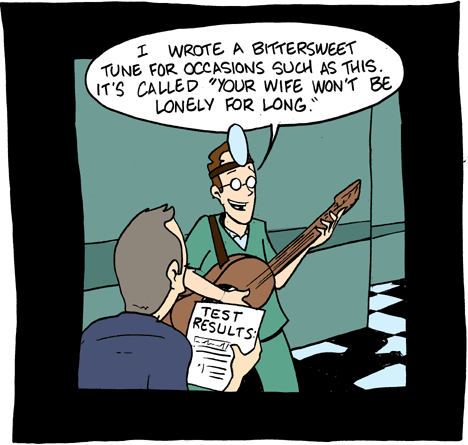 I WROTE A BITTERSWEET
TUNE FOR OCCASIONS SUCH AS THIS.
IT'S CALLED "YOUR WIFE WON'T BE
LONELY FOR LONG."
TEST
RESULTS: